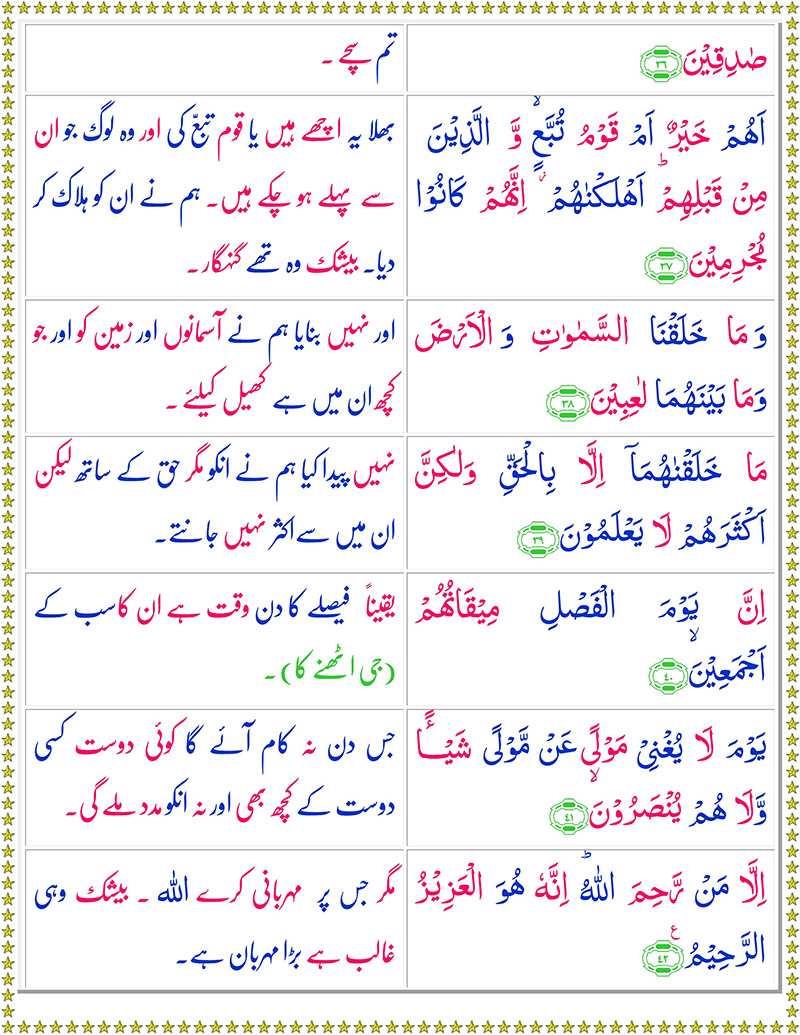 صٰدِقِيْنَ ﴿٣٦﴾
تم سچے ۔
اَهُمْ خَيْرٌ اَمْ قَوْمُ تُبَّعٍ ۙ وَّ الَّذِيْنَ
مِنْ قَبْلِهِمْ ؕ اَهْلَكْنٰهُمْ ۫ اِنَّهُمْ كَانُوْا
مُجْرِمِيْنَ ﴿٣٧﴾
بھلا یہ اچھے ہیں یا قوم تبعّ کی اور وہ لوگ جو ان
سے پہلے ہو چکے ہیں۔ ہم نے ان کو ہلاک کر
دیا۔ بیشک وہ تھے گنہگار ۔
وَ مَا خَلَقْنَا السَّمٰوٰتِ وَ الْاَرْضَ
وَمَا بَيْنَهُمَا لٰعِبِيْنَ ﴿٣٨﴾
اور نہیں بنایا ہم نے آسمانوں اور زمین کو اور جو
کچھ ان میں ہے کھیل کیلئے ۔
مَا خَلَقْنٰهُمَاۤ اِلَّا بِالْحَقِّ وَلٰكِنَّ
اَكْثَرَهُمْ لَا يَعْلَمُوْنَ ﴿٣٩﴾
نہیں پیدا کیا ہم نے انکو مگر حق کے ساتھ لیکن
ان میں سے اکثر نہیں جانتے۔
اِنَّ يَوْمَ الْفَصْلِ مِيْقَاتُهُمْ
اَجْمَعِيْنَ ۙ ﴿٤٠﴾
یقیناً فیصلے کا دن وقت ہے ان کا سب کے
(جی اٹھنے کا) ۔
يَوْمَ لَا يُغْنِيْ مَوْلًى عَنْ مَّوْلًى شَيْـًٔا
وَّلَا هُمْ يُنْصَرُوْنَ ۙ ﴿٤١﴾
جس دن نہ کام آئے گا کوئی دوست کسی
دوست کے کچھ بھی اور نہ انکو مدد ملے گی۔
اِلَّا مَنْ رَّحِمَ اللّٰهُ ؕ اِنَّهٗ هُوَ الْعَزِيْزُ
الرَّحِيْمُ ﴿٤٢﴾ ع
مگر جس پر مہربانی کرے اللہ ۔ بیشک وہی
غالب ہے بڑا مہربان ہے۔